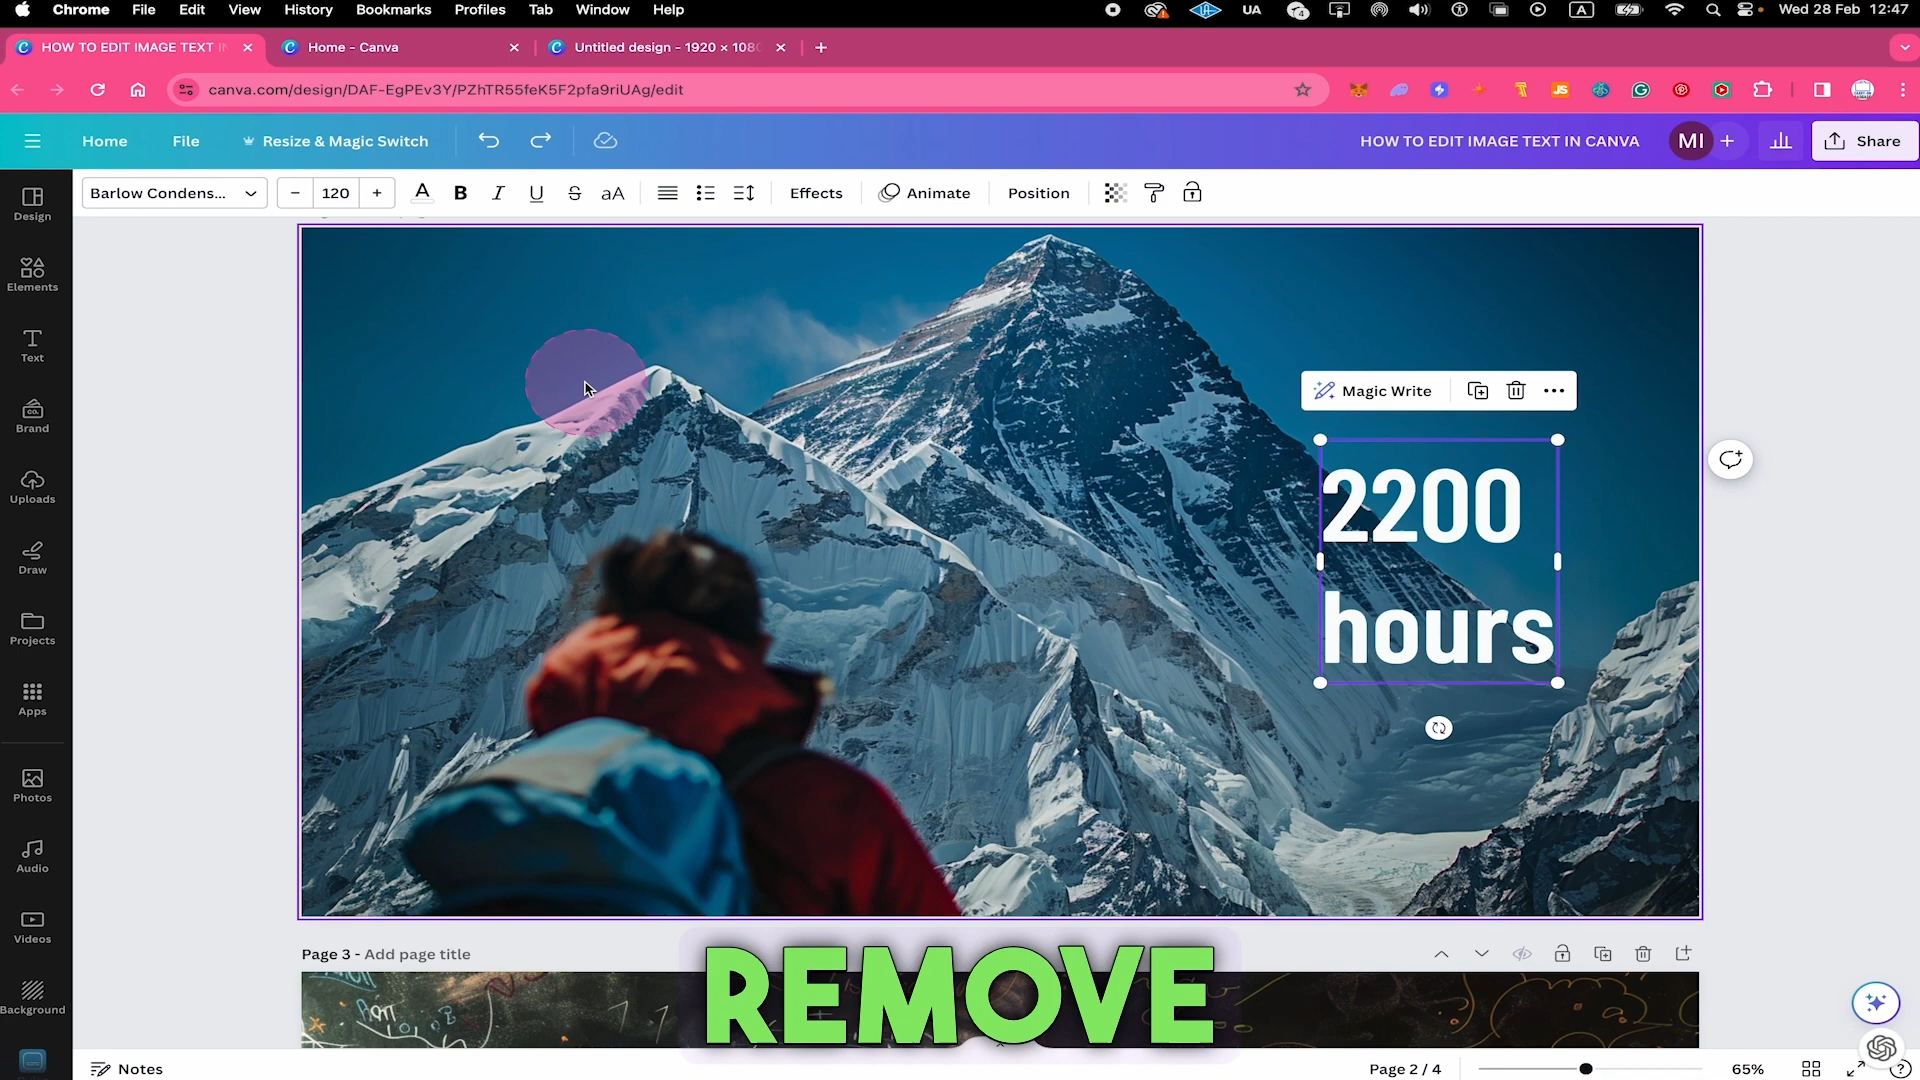 Chrome File Edit View History Bookmarks Profiles Tab Window Help
UA A Wed 28 Feb 12:47
HOW TO EDIT IMAGE TEXT IN
Home - Canva
Untitled design - 1920 × 1080
canva.com/design/DAF-EgPEv3Y/PZhTR55feK5F2pfa9riUAg/edit
JS
Home File Resize & Magic Switch
HOW TO EDIT IMAGE TEXT IN CANVA MI + Share
Barlow Condens... − 120 + A B I U S aA Effects Animate Position
Design
Elements
Text
Brand
Uploads
Draw
Projects
Apps
Photos
Audio
Videos
Background
Magic Write
2200
hours
Page 3 - Add page title
REMOVE
Notes
Page 2 / 4 65%